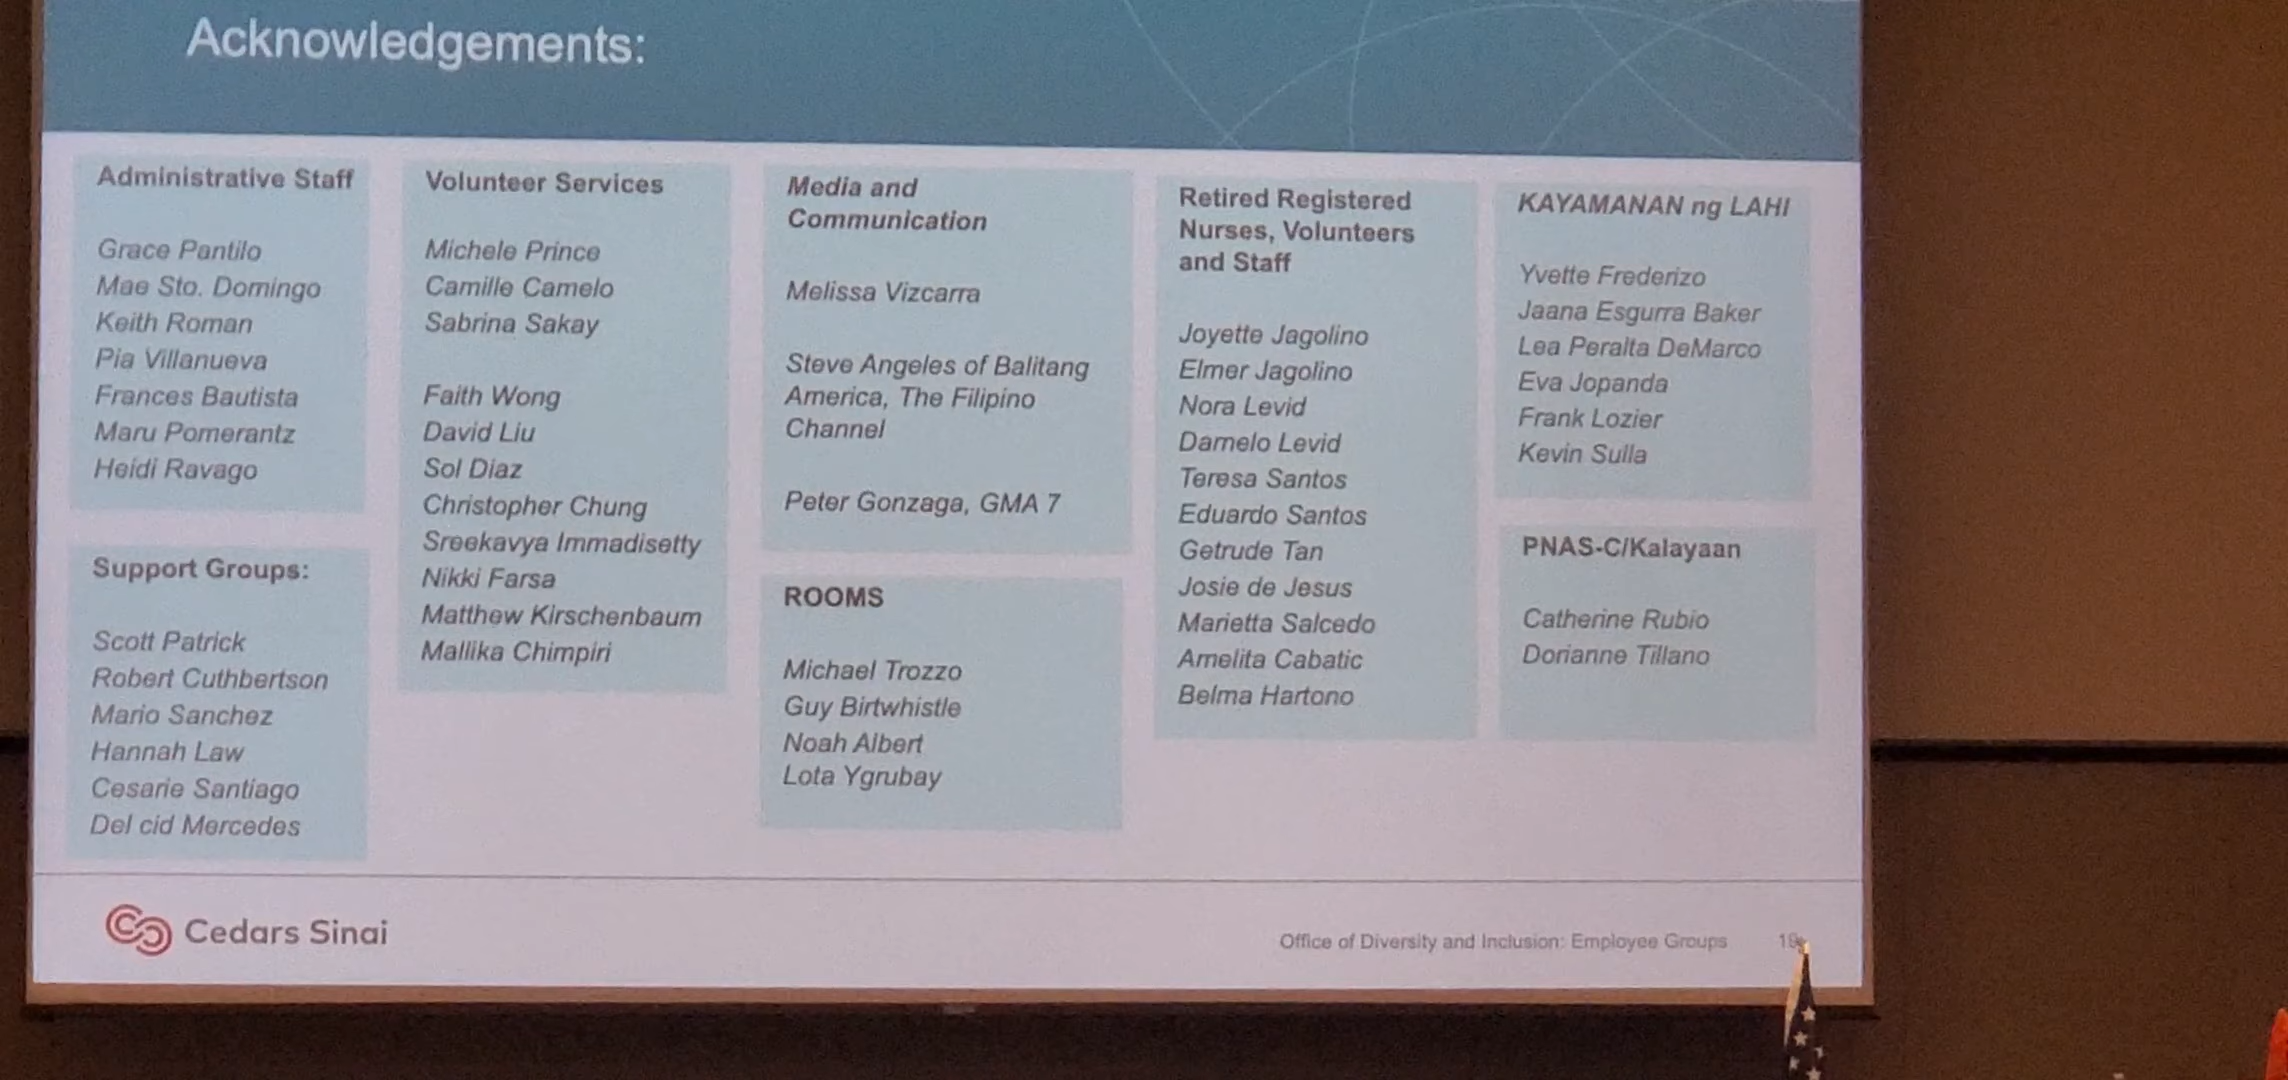 Acknowledgements:
Administrative Staff
Grace Pantilo
Mae Sto. Domingo
Keith Roman
Pia Villanueva
Frances Bautista
Maru Pomerantz
Heidi Ravago
Support Groups:
Scott Patrick
Robert Cuthbertson
Mario Sanchez
Hannah Law
Cesarie Santiago
Del cid Mercedes
Volunteer Services
Michele Prince
Camille Camelo
Sabrina Sakay
Faith Wong
David Liu
Sol Diaz
Christopher Chung
Sreekavya Immadisetty
Nikki Farsa
Matthew Kirschenbaum
Mallika Chimpiri
Media and
Communication
Melissa Vizcarra
Steve Angeles of Balitang
America, The Filipino
Channel
Peter Gonzaga, GMA 7
ROOMS
Michael Trozzo
Guy Birtwhistle
Noah Albert
Lota Ygrubay
Retired Registered
Nurses, Volunteers
and Staff
Joyette Jagolino
Elmer Jagolino
Nora Levid
Damelo Levid
Teresa Santos
Eduardo Santos
Getrude Tan
Josie de Jesus
Marietta Salcedo
Amelita Cabatic
Belma Hartono
KAYAMANAN ng LAHI
Yvette Frederizo
Jaana Esgurra Baker
Lea Peralta DeMarco
Eva Jopanda
Frank Lozier
Kevin Sulla
PNAS-C/Kalayaan
Catherine Rubio
Dorianne Tillano
Cedars Sinai
Office of Diversity and Inclusion: Employee Groups